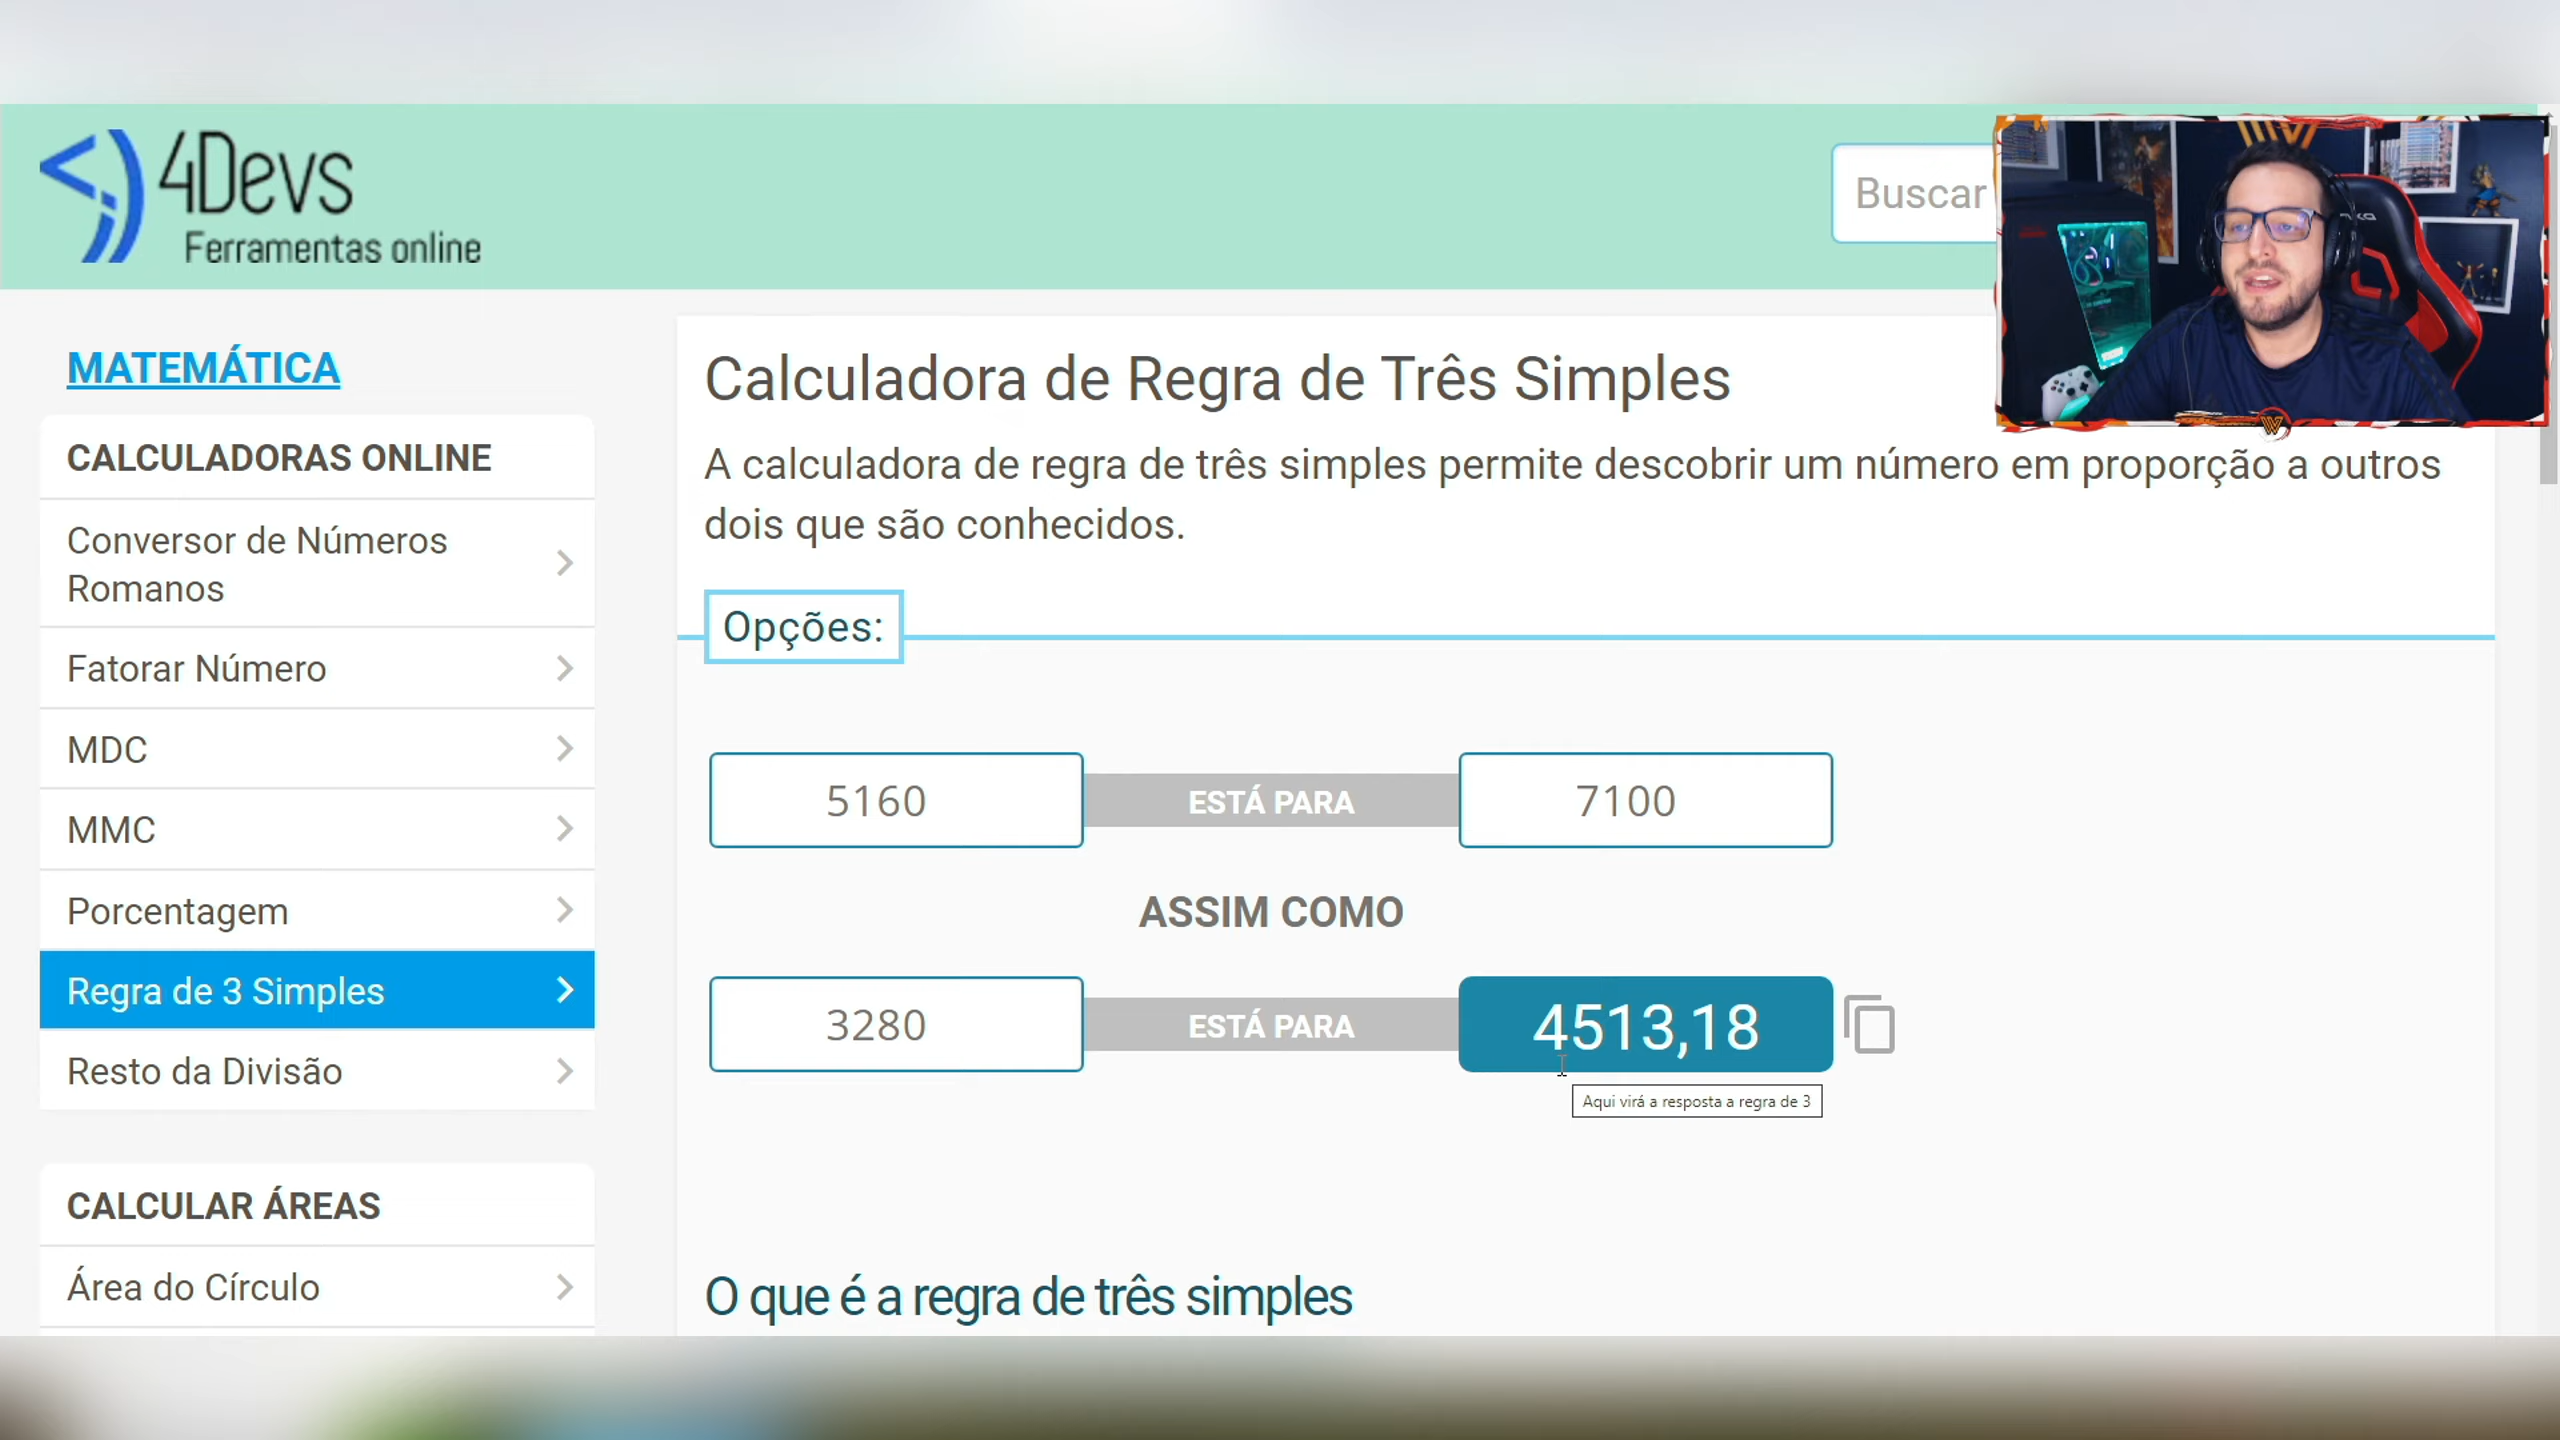 4Devs
Ferramentas online
Buscar
MATEMÁTICA
CALCULADORAS ONLINE
Conversor de Números
Romanos
Fatorar Número
MDC
MMC
Porcentagem
Regra de 3 Simples
Resto da Divisão
CALCULAR ÁREAS
Área do Círculo
Calculadora de Regra de Três Simples
A calculadora de regra de três simples permite descobrir um número em proporção a outros
dois que são conhecidos.
Opções:
5160 ESTÁ PARA 7100
ASSIM COMO
3280 ESTÁ PARA 4513,18
Aqui virá a resposta a regra de 3
O que é a regra de três simples